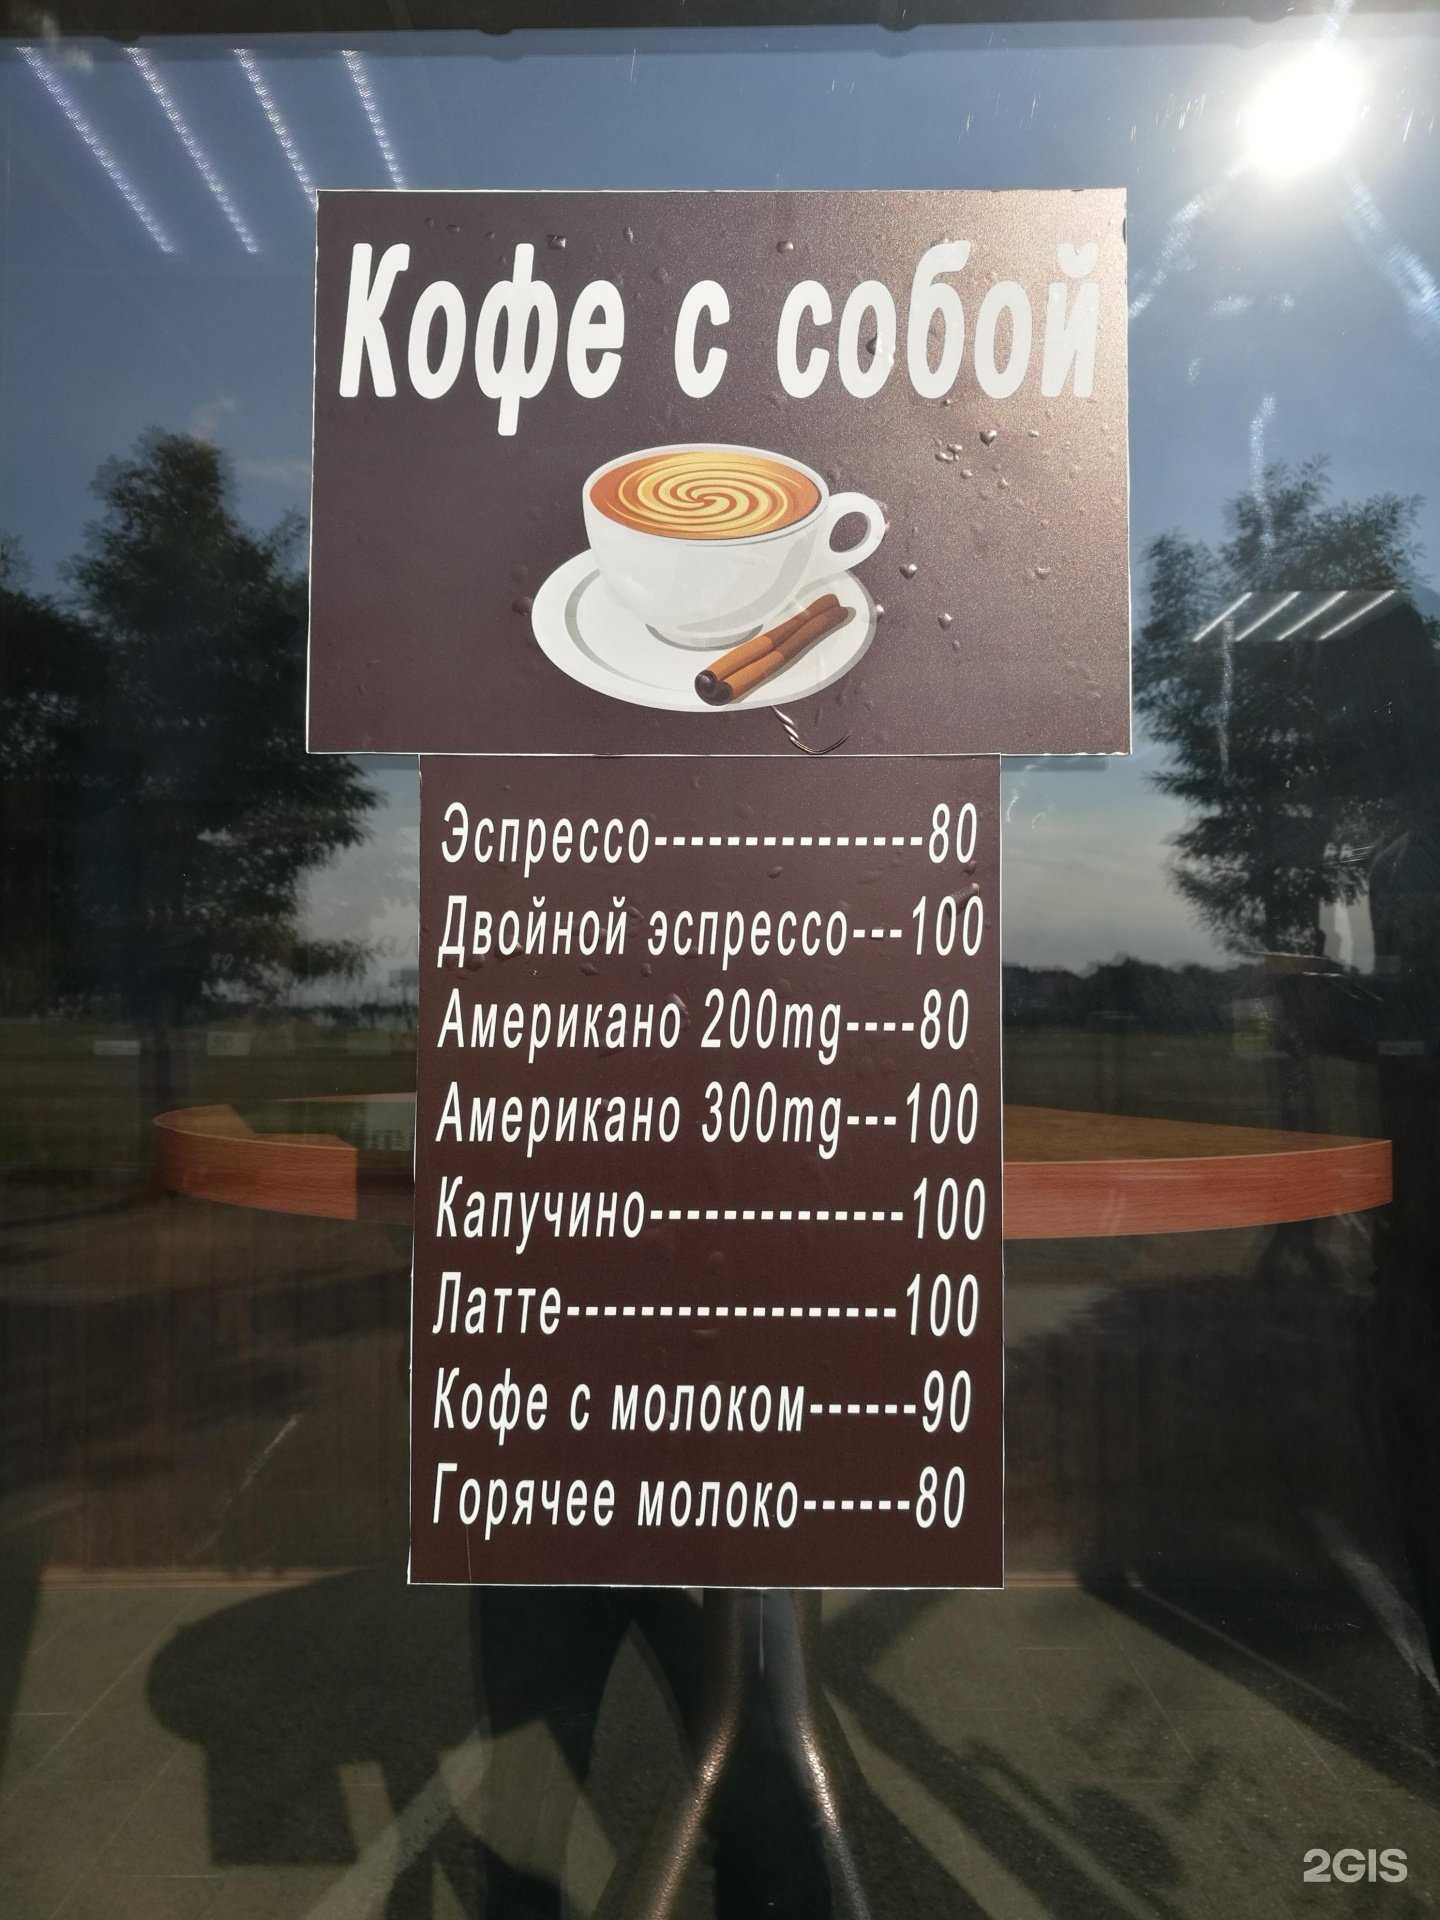 Кофе с собой
Эспрессо---------------80
Двойной эспрессо---100
Американо 200mg----80
Американо 300mg---100
Капучино--------------100
Латте------------------100
Кофе с молоком------90
Горячее молоко------80
2GIS